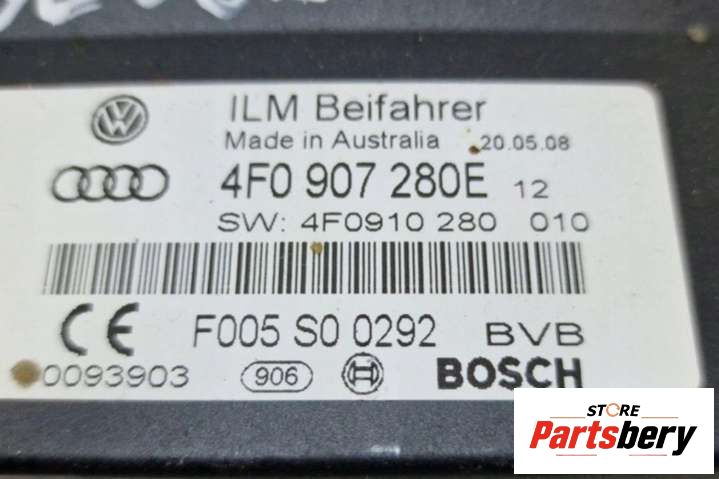 ILM Beifahrer
Made in Australia 20.05.08
4F0 907 280E 12
SW: 4F0910 280 010
F005 S0 0292 BVB
0093903 906 BOSCH
STORE
Partsbery